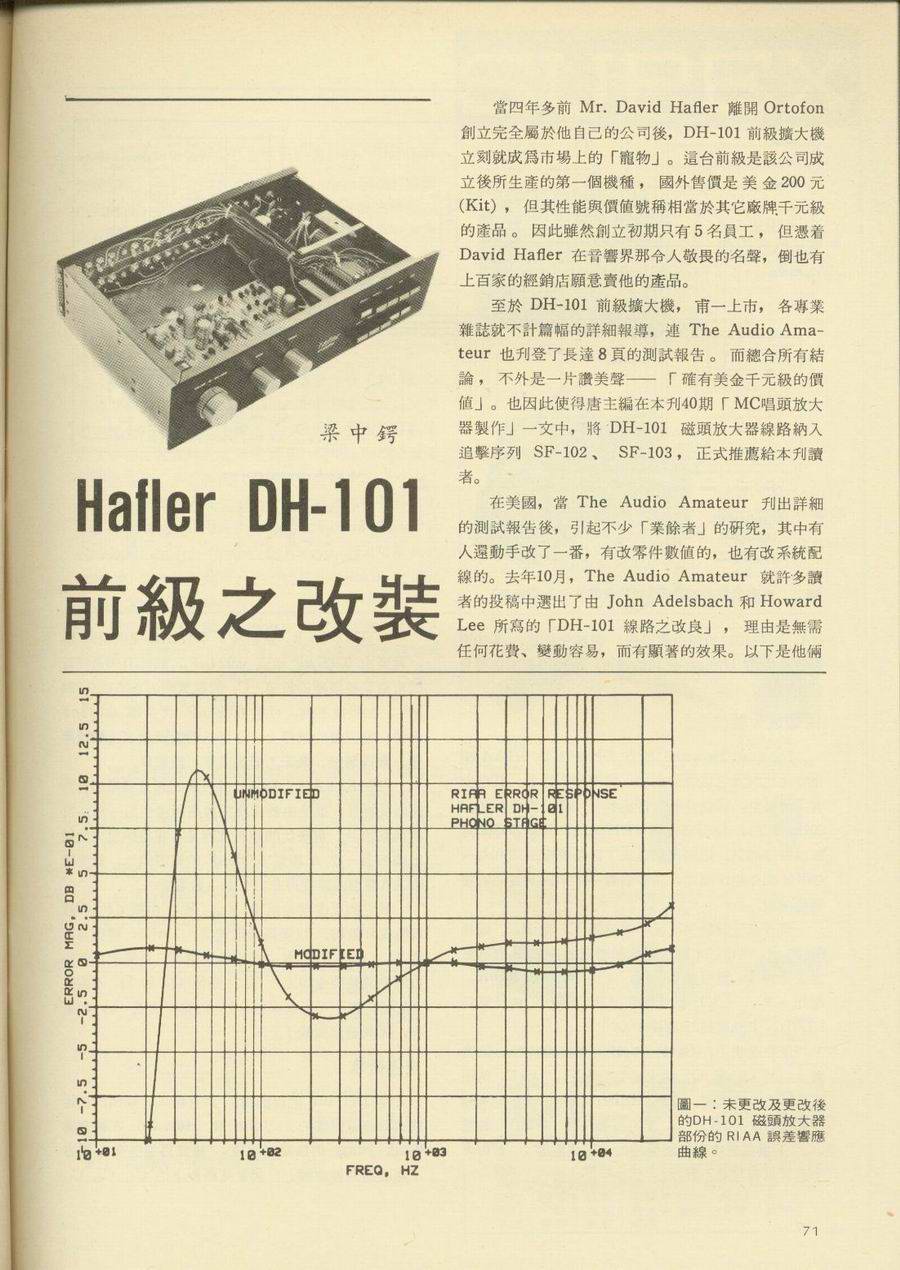 梁中鍔
Hafler DH-101
前級之改裝
當四年多前 Mr. David Hafler 離開 Ortofon
創立完全屬於他自己的公司後，DH-101 前級擴大機
立刻就成爲市場上的「寵物」。這台前級是該公司成
立後所生產的第一個機種，國外售價是美金200元
(Kit)，但其性能與價值號稱相當於其它廠牌千元級
的產品。因此雖然創立初期只有5名員工，但憑着
David Hafler 在音響界那令人敬畏的名聲，倒也有
上百家的經銷店願意賣他的產品。
至於 DH-101 前級擴大機，甫一上市，各專業
雜誌就不計篇幅的詳細報導，連 The Audio Ama-
teur 也刋登了長達8頁的測試報告。而總合所有結
論，不外是一片讚美聲——「確有美金千元級的價
值」。也因此使得唐主編在本刋40期「MC唱頭放大
器製作」一文中，將 DH-101 磁頭放大器線路納入
追擊序列 SF-102、SF-103，正式推薦給本刋讀
者。
在美國，當 The Audio Amateur 刋出詳細
的測試報告後，引起不少「業餘者」的研究，其中有
人還動手改了一番，有改零件數值的，也有改系統配
線的。去年10月，The Audio Amateur 就許多讀
者的投稿中選出了由 John Adelsbach 和 Howard
Lee 所寫的「DH-101 線路之改良」，理由是無需
任何花費、變動容易，而有顯著的效果。以下是他倆
15
12.5
10
7.5
5
2.5
0
-2.5
-5
-7.5
-10
ERROR MAG, DB *E-01
UNMODIFIED
MODIFIED
RIAA ERROR RESPONSE
HAFLER DH-101
PHONO STAGE
10+01
10+02
10+03
10+04
FREQ, HZ
圖一：未更改及更改後
的DH-101 磁頭放大器
部份的 RIAA 誤差響應
曲線。
71